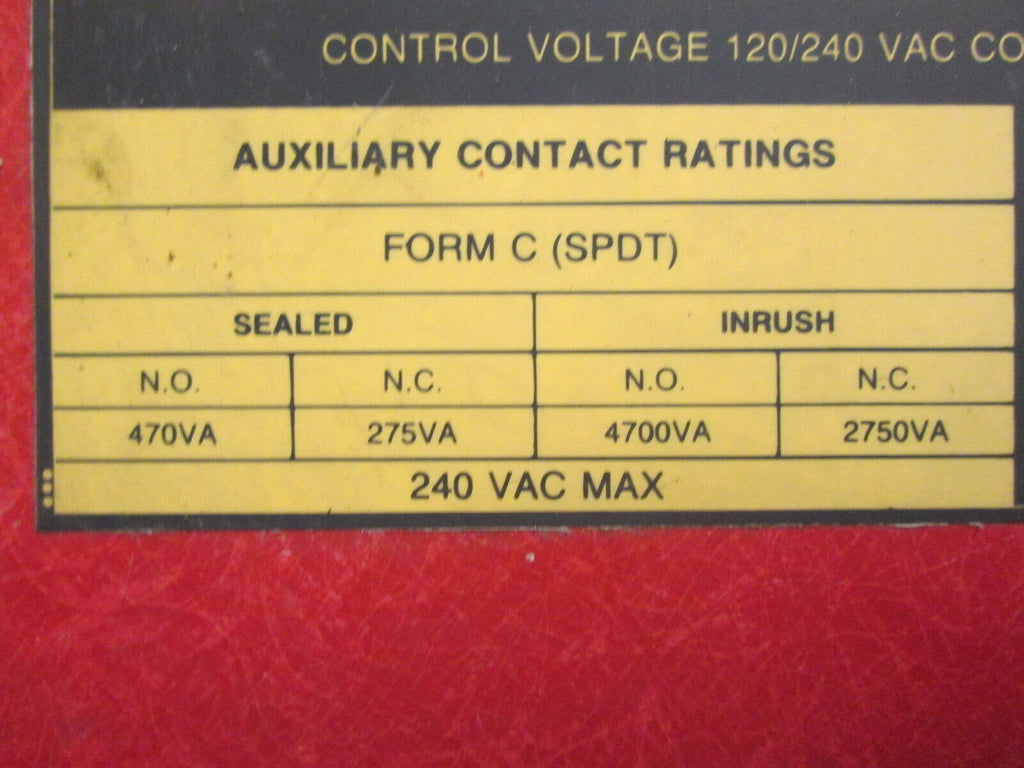 CONTROL VOLTAGE 120/240 VAC
AUXILIARY CONTACT RATINGS
FORM C (SPDT)
SEALED INRUSH
N.O. N.C. N.O. N.C.
470VA 275VA 4700VA 2750VA
240 VAC MAX